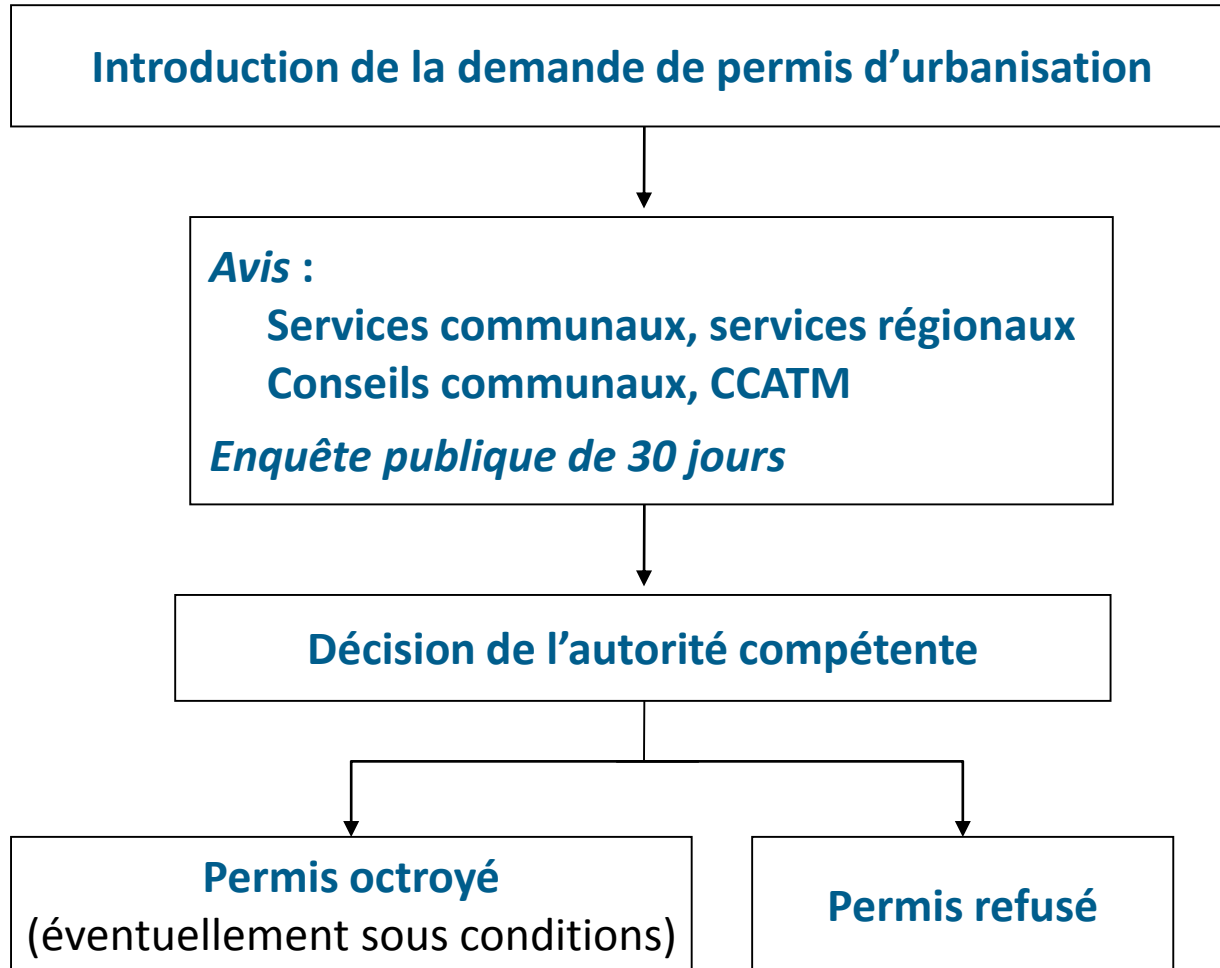 Introduction de la demande de permis d’urbanisation
Avis :
Services communaux, services régionaux
Conseils communaux, CCATM
Enquête publique de 30 jours
Décision de l’autorité compétente
Permis octroyé
(éventuellement sous conditions)
Permis refusé